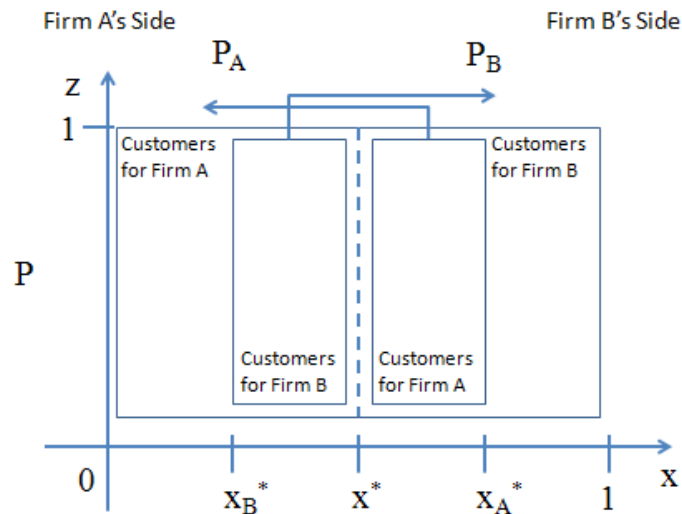 Firm A's Side
Firm B's Side
P_A
P_B
z
1
Customers
for Firm A
Customers
for Firm B
P
Customers
for Firm B
Customers
for Firm A
0
x_B^*
x^*
x_A^*
1
x